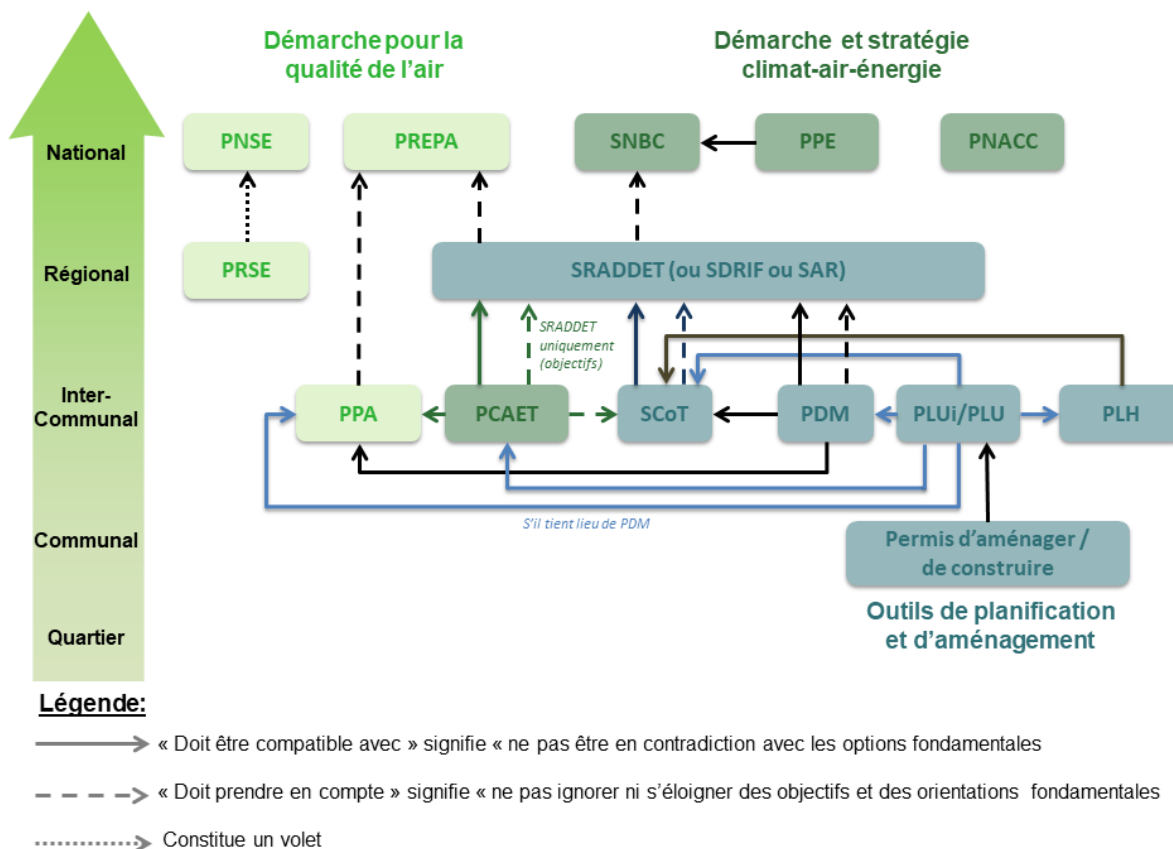 Démarche pour la
qualité de l'air
Démarche et stratégie
climat-air-énergie
National
PNSE
PREPA
SNBC
PPE
PNACC
Régional
PRSE
SRADDET (ou SDRIF ou SAR)
SRADDET
uniquement
(objectifs)
Inter-
Communal
PPA
PCAET
SCoT
PDM
PLUi/PLU
PLH
S'il tient lieu de PDM
Communal
Permis d'aménager /
de construire
Quartier
Outils de planification
et d'aménagement
Légende:
« Doit être compatible avec » signifie « ne pas être en contradiction avec les options fondamentales
« Doit prendre en compte » signifie « ne pas ignorer ni s'éloigner des objectifs et des orientations fondamentales
Constitue un volet